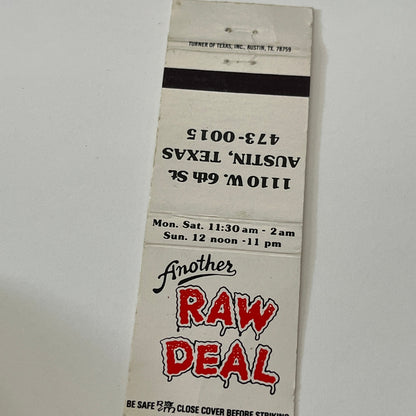 TURNER OF TEXAS, INC., AUSTIN, TX. 78759
1110 W. 6th St.
AUSTIN, TEXAS
473-0015
Mon. Sat. 11:30 am - 2 am
Sun. 12 noon - 11 pm
Another
RAW
DEAL
BE SAFE CLOSE COVER BEFORE STRIKING